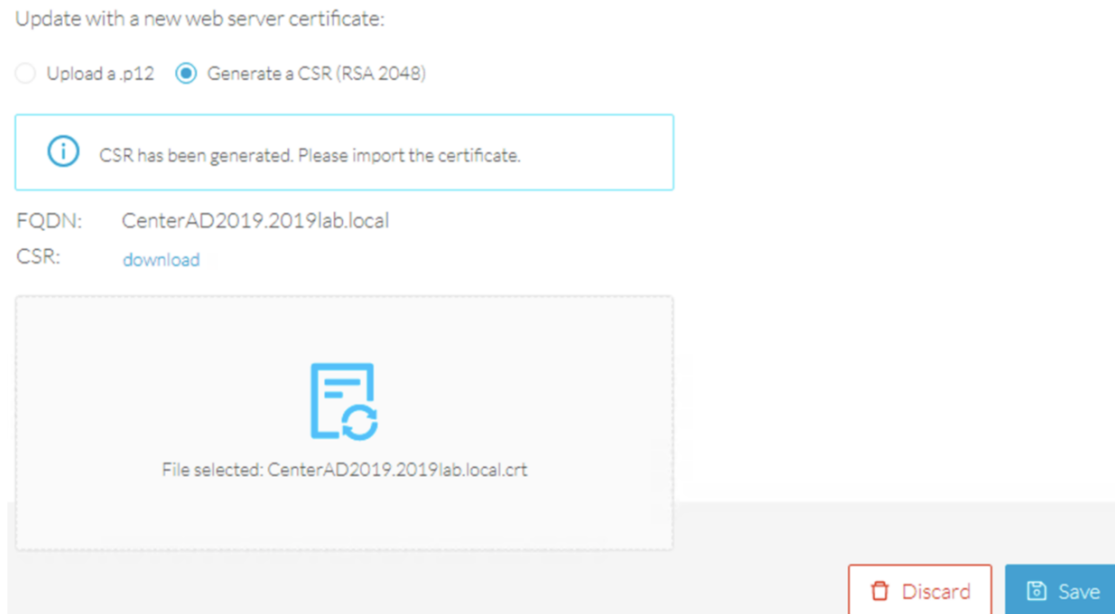 Update with a new web server certificate:
Upload a .p12 Generate a CSR (RSA 2048)
CSR has been generated. Please import the certificate.
FQDN: CenterAD2019.2019lab.local
CSR: download
File selected: CenterAD2019.2019lab.local.crt
Discard Save